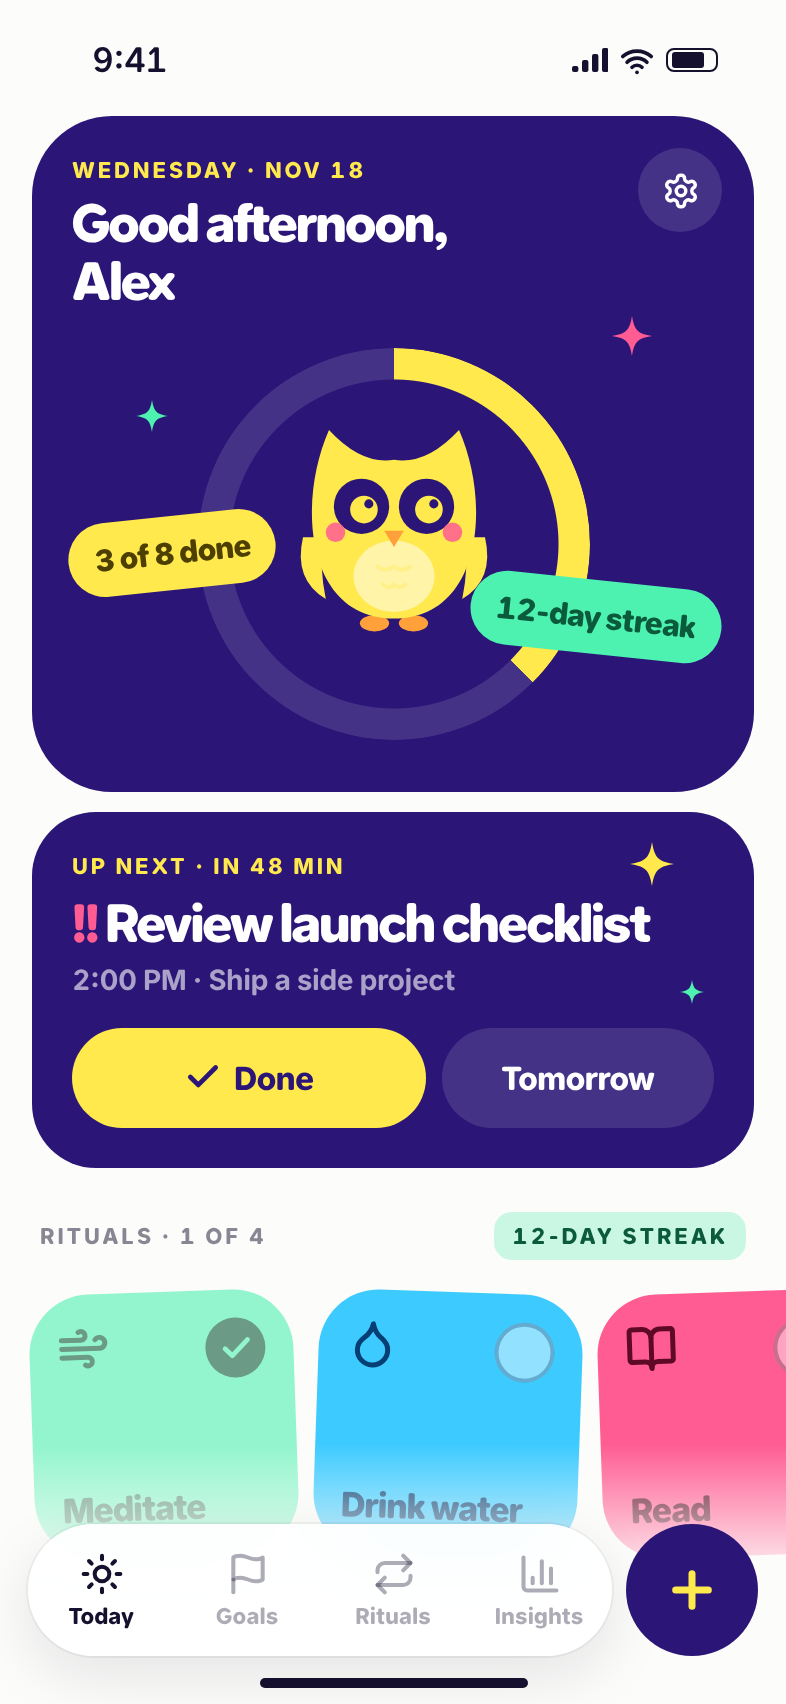 9:41
WEDNESDAY · NOV 18
Good afternoon,
Alex
3 of 8 done
12-day streak
UP NEXT · IN 48 MIN
!! Review launch checklist
2:00 PM · Ship a side project
Done
Tomorrow
RITUALS · 1 OF 4
12-DAY STREAK
Meditate
Drink water
Read
Today
Goals
Rituals
Insights